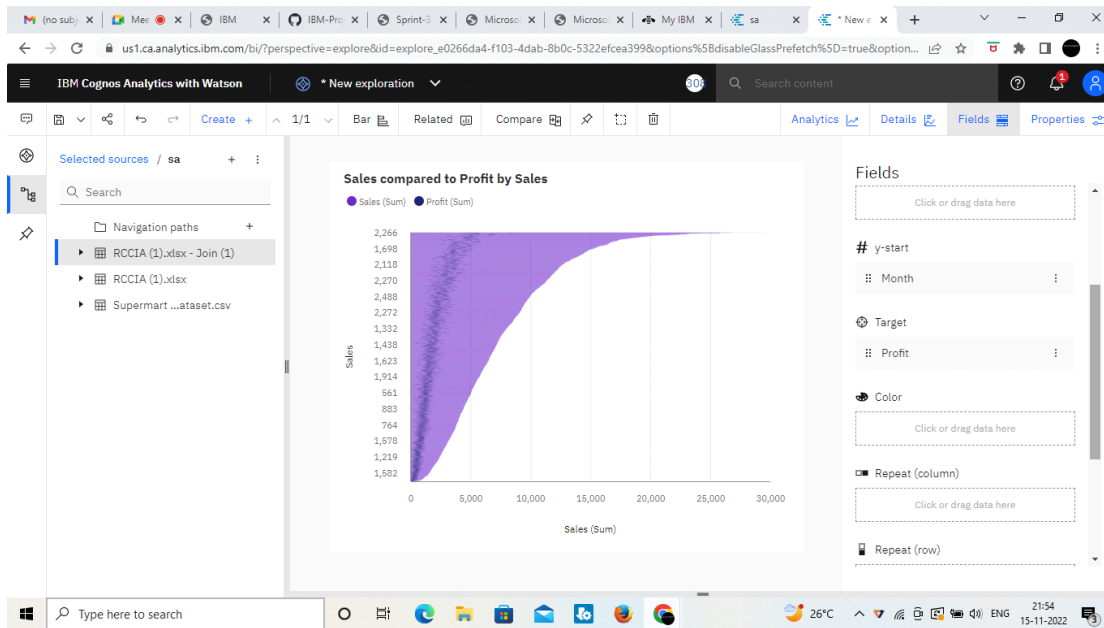 (no subj
Mee
IBM
IBM-Pro
Sprint-3
Microsof
Microsof
My IBM
sa
* New e
us1.ca.analytics.ibm.com/bi/?perspective=explore&id=explore_e0266da4-f103-4dab-8b0c-5322efcea399&options%5BdisableGlassPrefetch%5D=true&option...
IBM Cognos Analytics with Watson
* New exploration
Search content
1
Create +
1/1
Bar
Related
Compare
Analytics
Details
Fields
Properties
Selected sources / sa
Search
Navigation paths
RCCIA (1).xlsx - Join (1)
RCCIA (1).xlsx
Supermart ...ataset.csv
Sales compared to Profit by Sales
Sales (Sum) Profit (Sum)
2,266
1,698
2,118
2,270
2,488
2,272
1,332
1,438
1,623
1,914
561
883
764
1,578
1,219
1,582
Sales
0 5,000 10,000 15,000 20,000 25,000 30,000
Sales (Sum)
Fields
Click or drag data here
# y-start
Month
Target
Profit
Color
Click or drag data here
Repeat (column)
Click or drag data here
Repeat (row)
Type here to search
26°C
ENG
21:54
15-11-2022
3